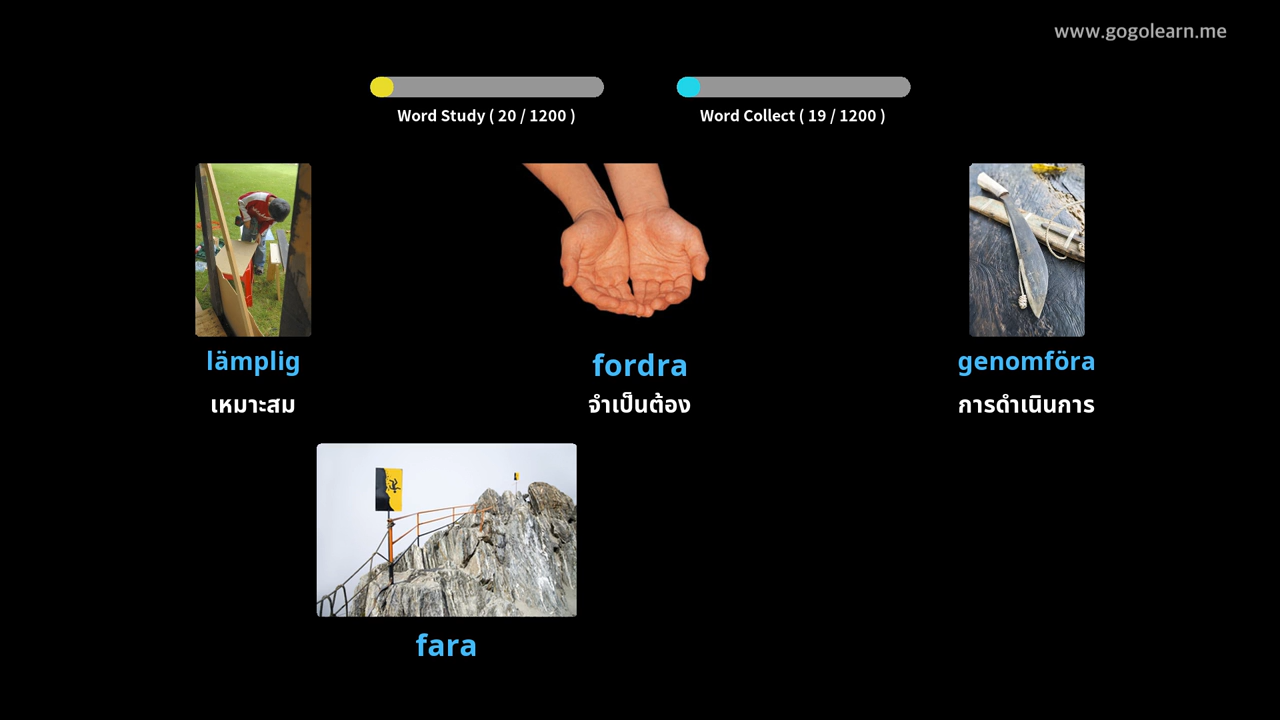 www.gogolearn.me
Word Study ( 20 / 1200 )
Word Collect ( 19 / 1200 )
lämplig
fordra
genomföra
เหมาะสม
จำเป็นต้อง
การดำเนินการ
fara